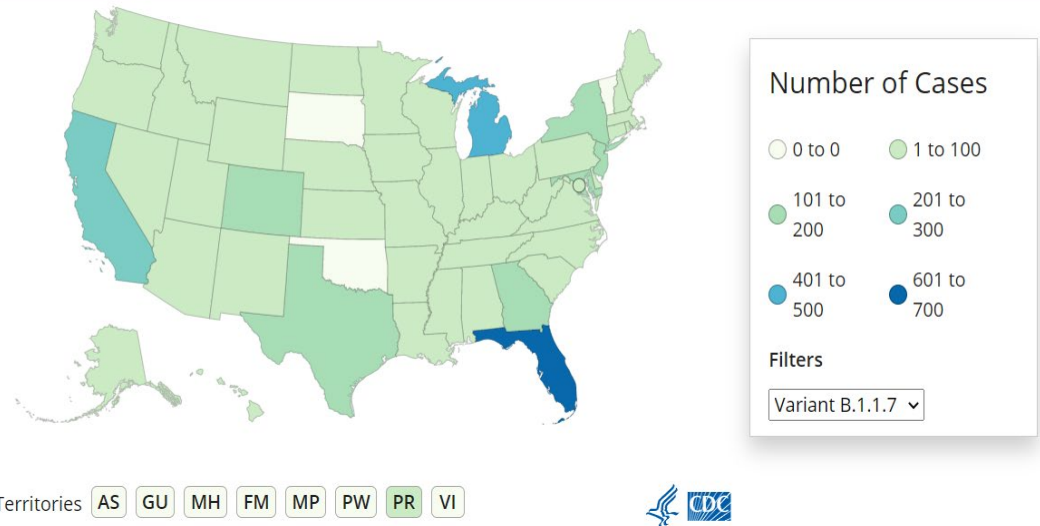 Number of Cases
0 to 0
1 to 100
101 to
200
201 to
300
401 to
500
601 to
700
Filters
Variant B.1.1.7
Territories AS GU MH FM MP PW PR VI
CDC